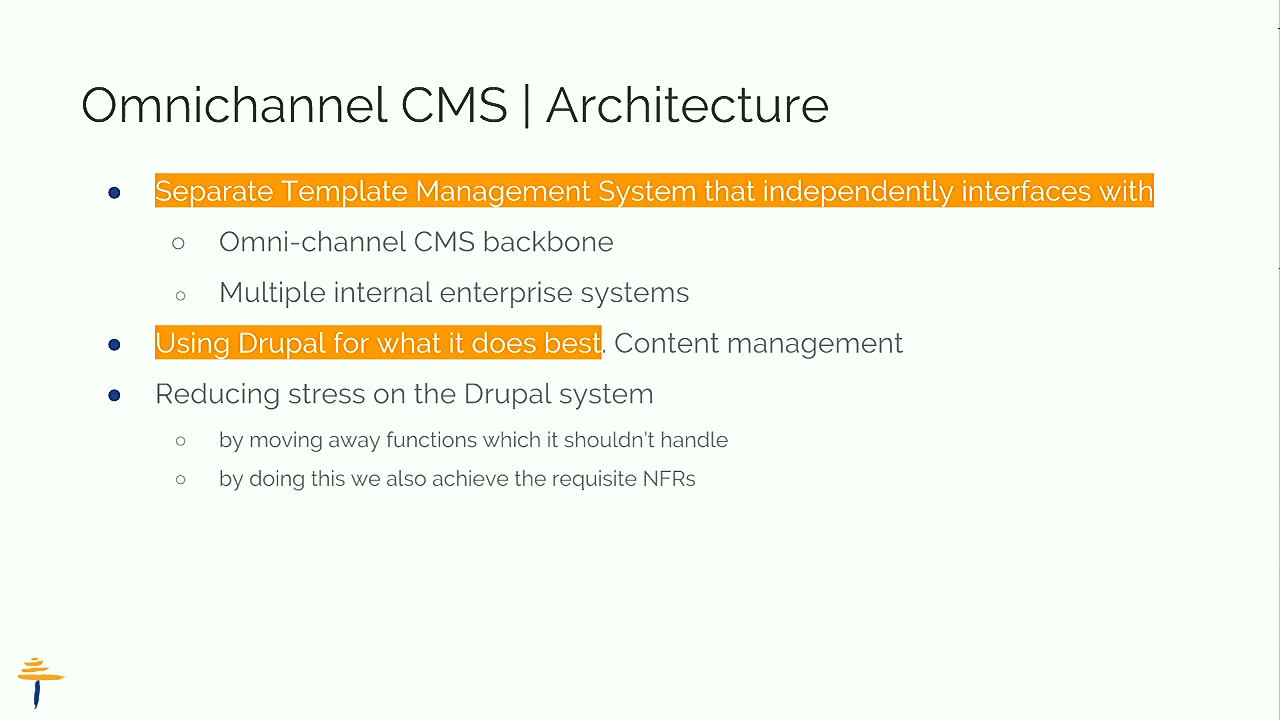 Omnichannel CMS | Architecture
Separate Template Management System that independently interfaces with
Omni-channel CMS backbone
Multiple internal enterprise systems
Using Drupal for what it does best. Content management
Reducing stress on the Drupal system
by moving away functions which it shouldn't handle
by doing this we also achieve the requisite NFRs